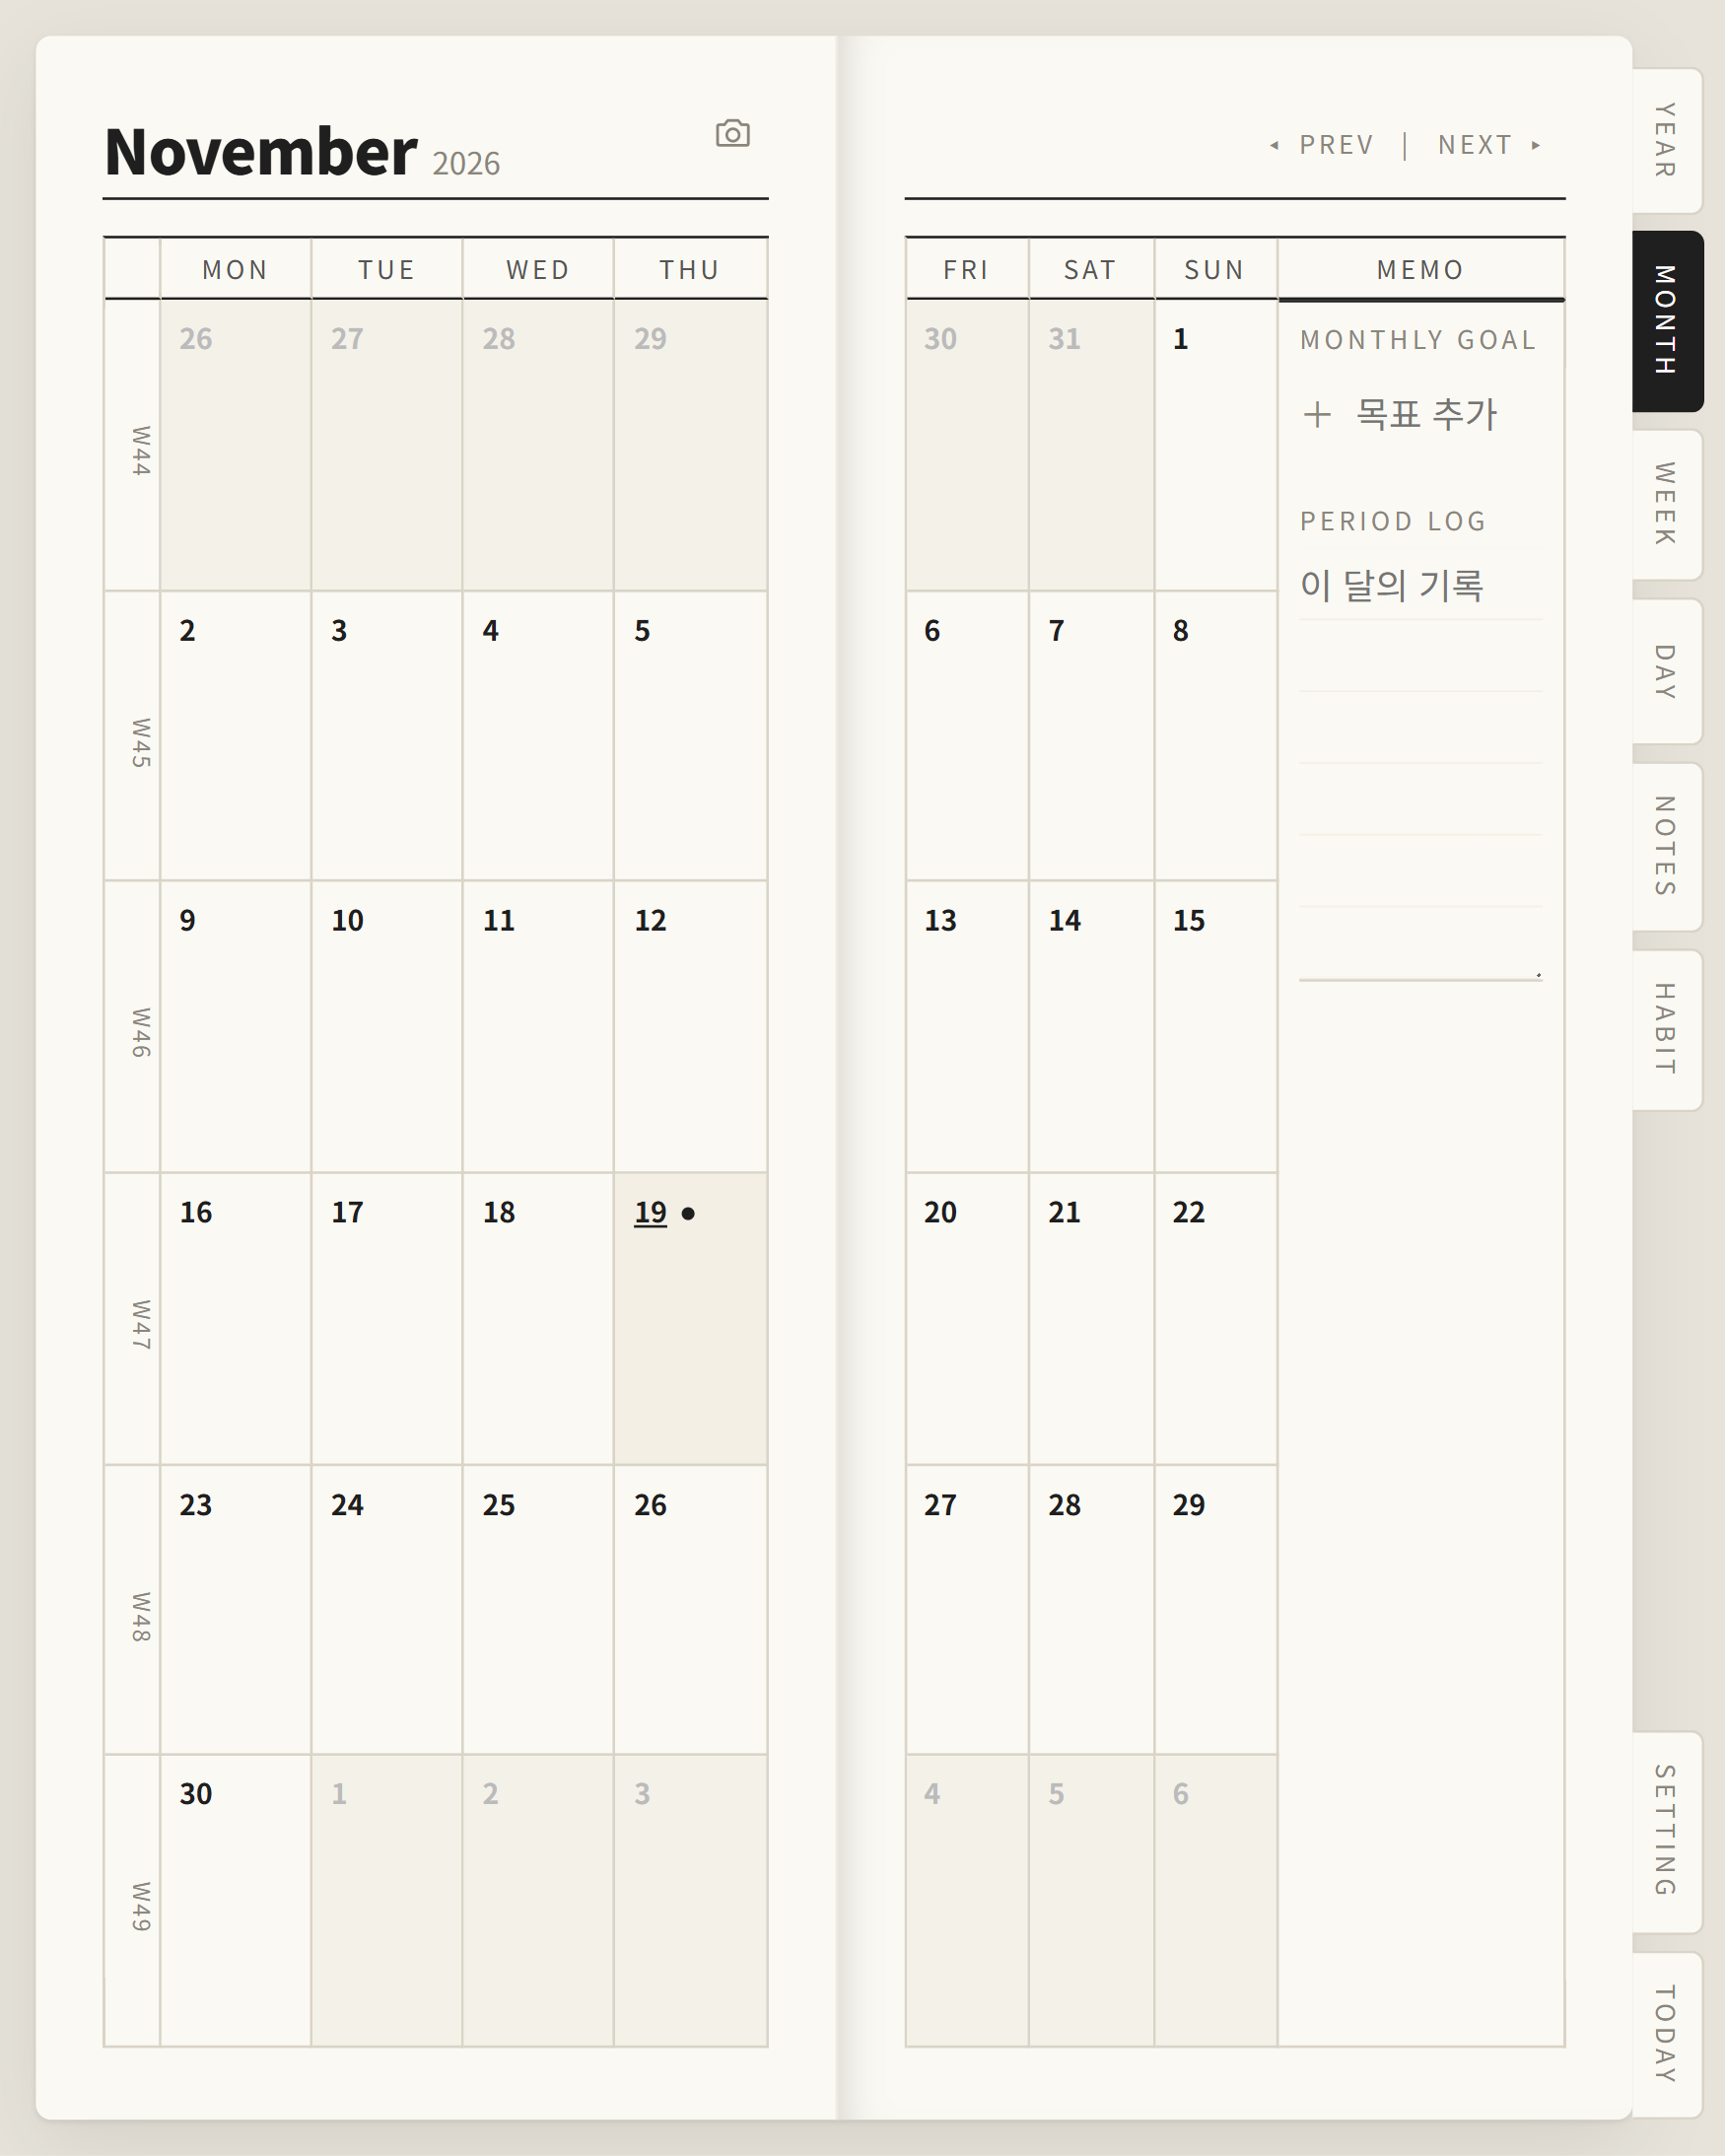 November 2026
◂ PREV | NEXT ▸
MON TUE WED THU
FRI SAT SUN MEMO
W44 26 27 28 29
30 31 1
MONTHLY GOAL
+ 목표 추가
PERIOD LOG
이 달의 기록
W45 2 3 4 5
6 7 8
W46 9 10 11 12
13 14 15
W47 16 17 18 19 ●
20 21 22
W48 23 24 25 26
27 28 29
W49 30 1 2 3
4 5 6
YEAR
MONTH
WEEK
DAY
NOTES
HABIT
SETTING
TODAY